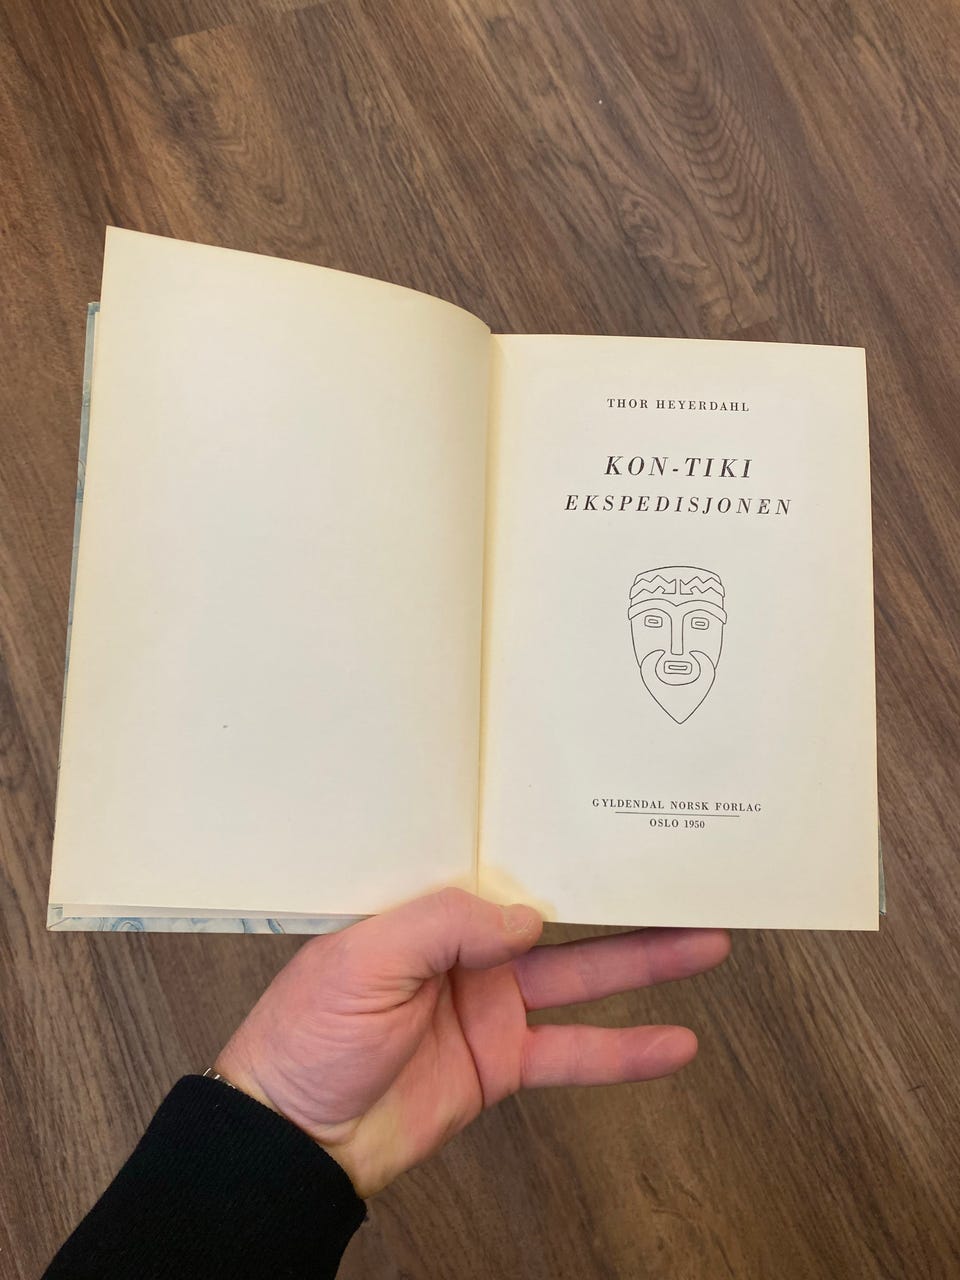 THOR HEYERDAHL
KON-TIKI
EKSPEDISJONEN
GYLDENDAL NORSK FORLAG
OSLO 1950